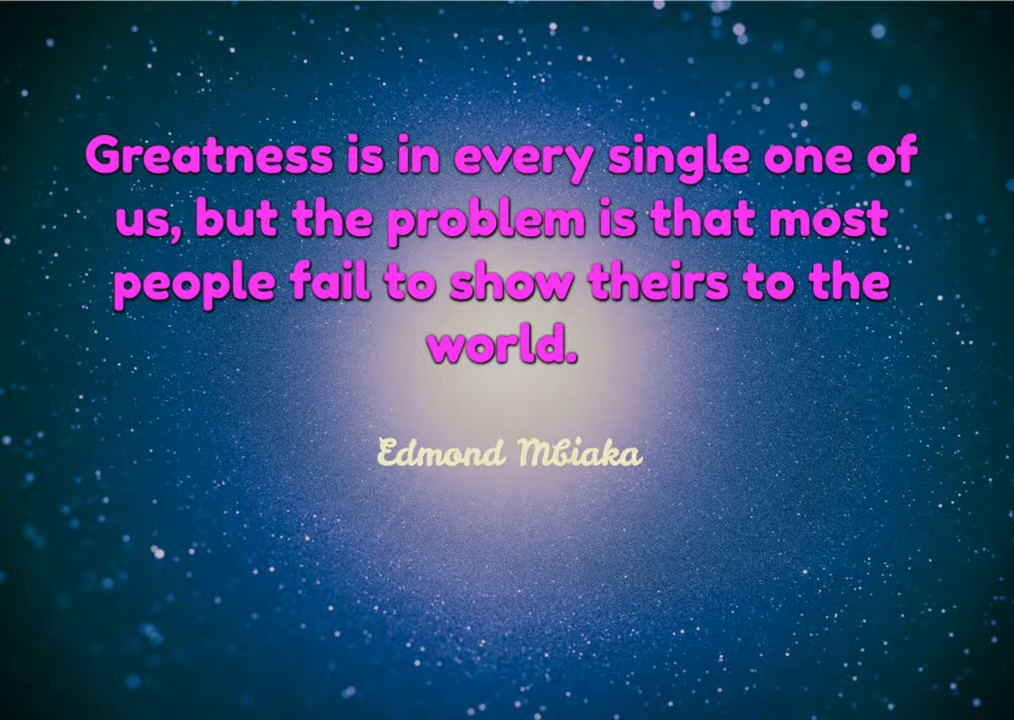 Greatness is in every single one of
us, but the problem is that most
people fail to show theirs to the
world.
Edmond Mbiaka